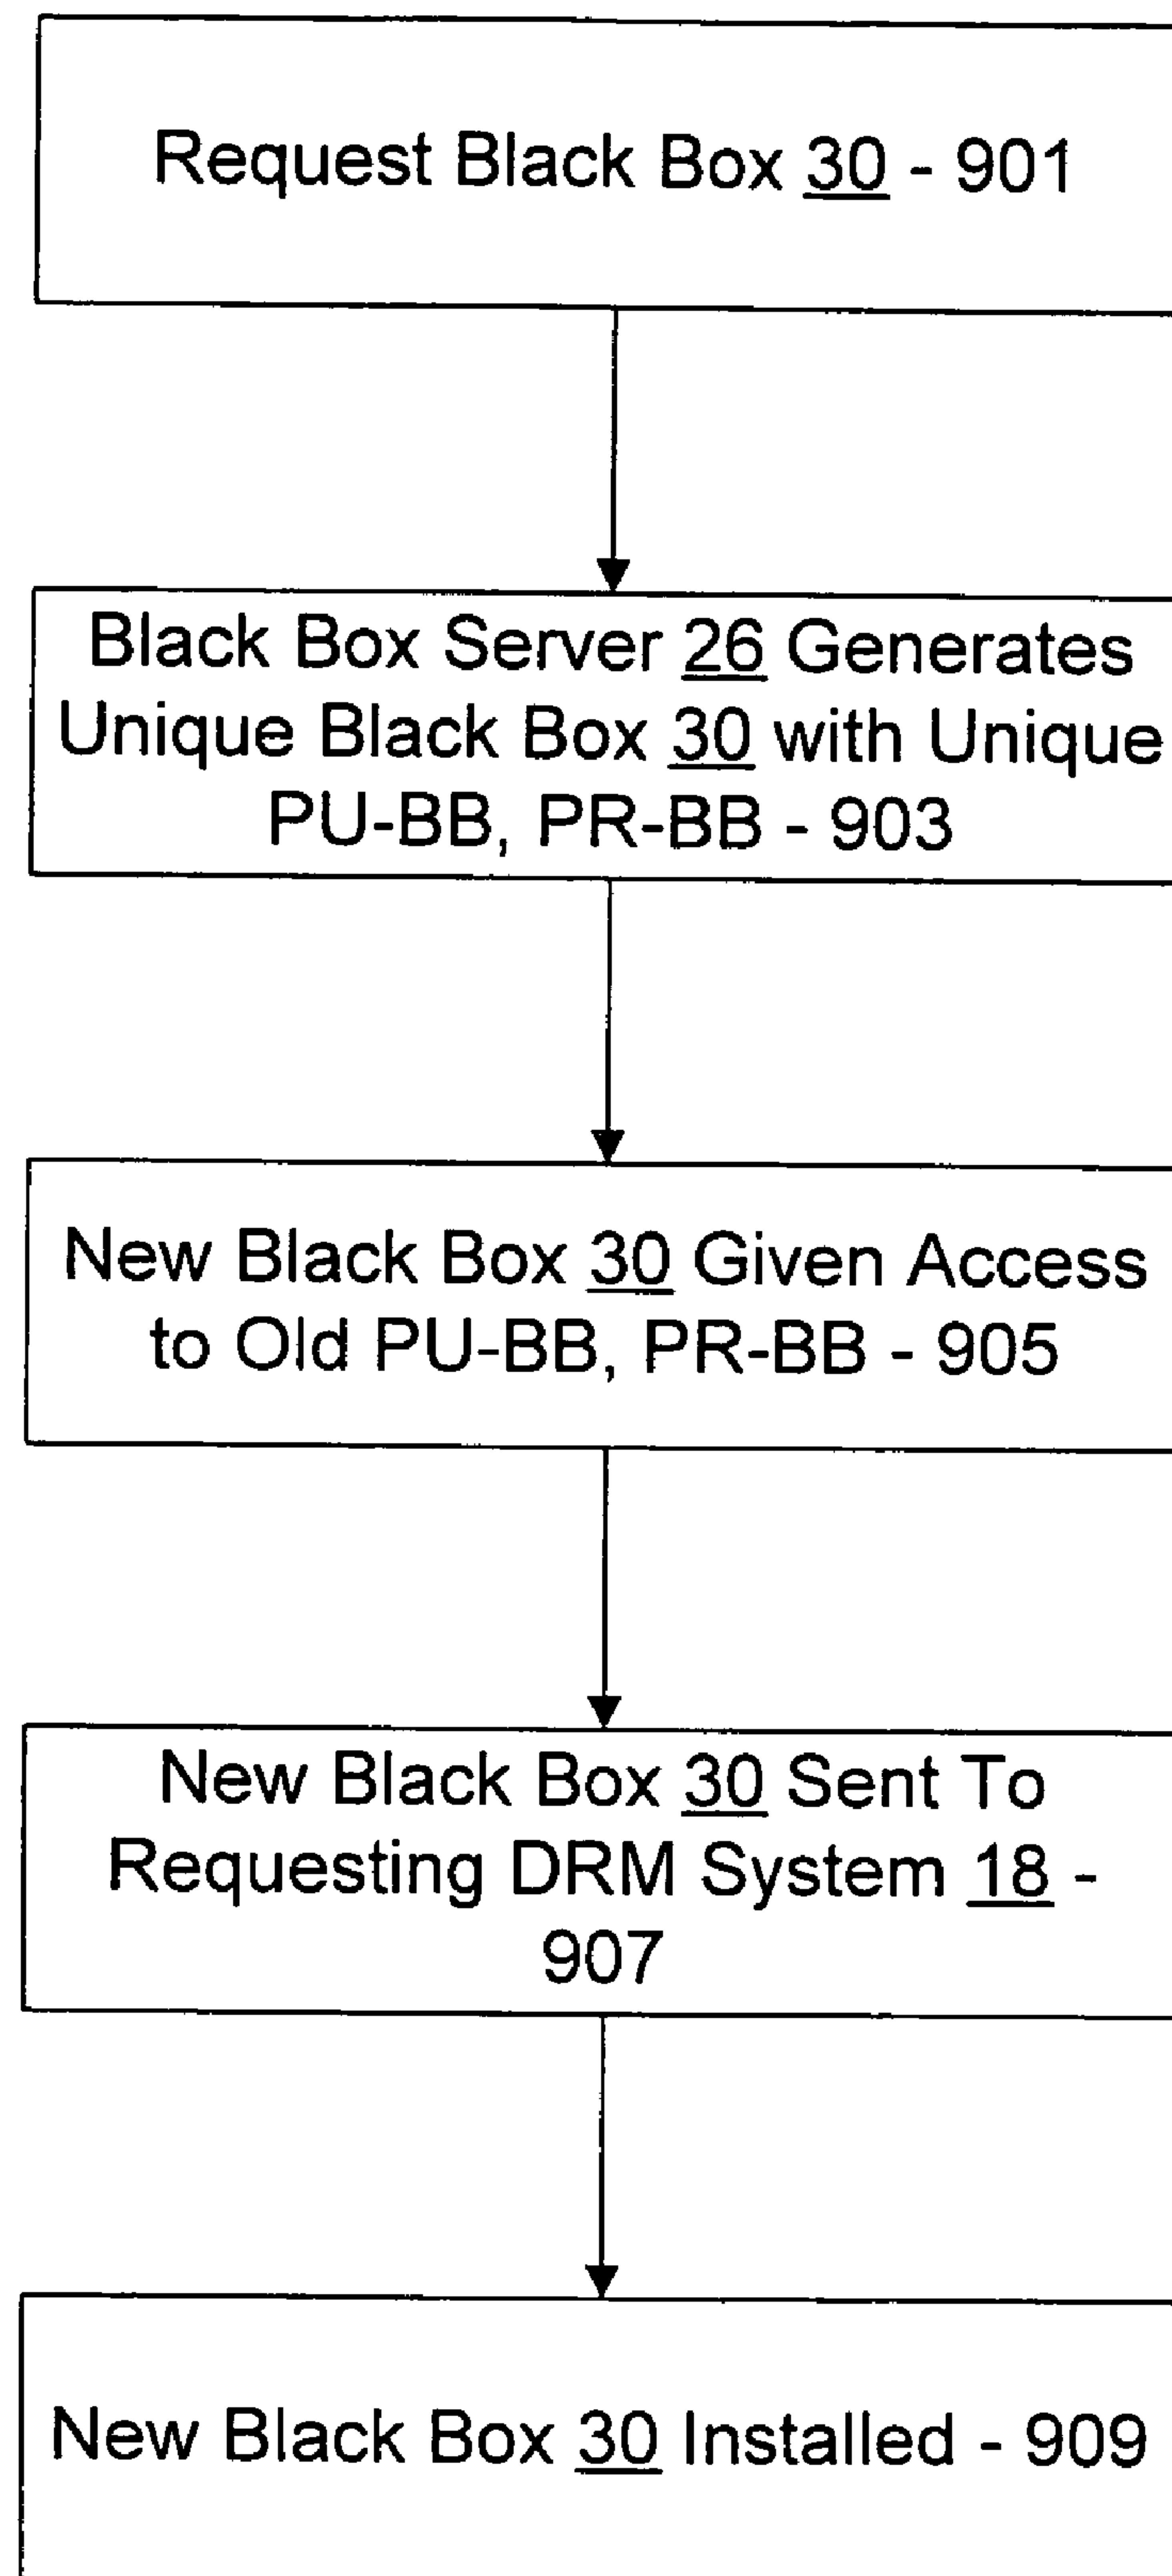 Request Black Box 30 - 901
Black Box Server 26 Generates
Unique Black Box 30 with Unique
PU-BB, PR-BB - 903
New Black Box 30 Given Access
to Old PU-BB, PR-BB - 905
New Black Box 30 Sent To
Requesting DRM System 18 -
907
New Black Box 30 Installed - 909